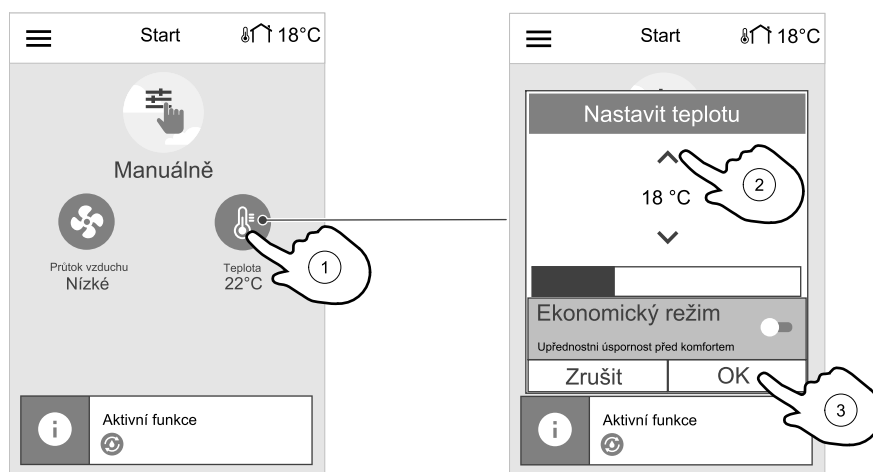 Start
18°C
Manuálně
Průtok vzduchu
Nízké
Teplota
22°C
1
i
Aktivní funkce
Start
18°C
Nastavit teplotu
18 °C
2
Ekonomický režim
Upřednostni úspornost před komfortem
Zrušit
OK
3
i
Aktivní funkce